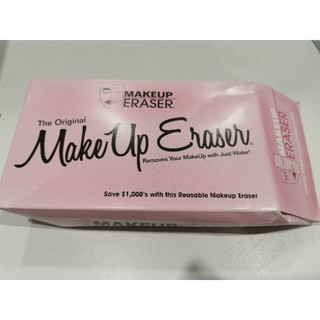 MAKEUP
ERASER
The Original
MakeUp Eraser
Removes Your MakeUp with Just Water!
Save $1,000's with this Reusable Makeup Eraser
MAKEUP
ERASER